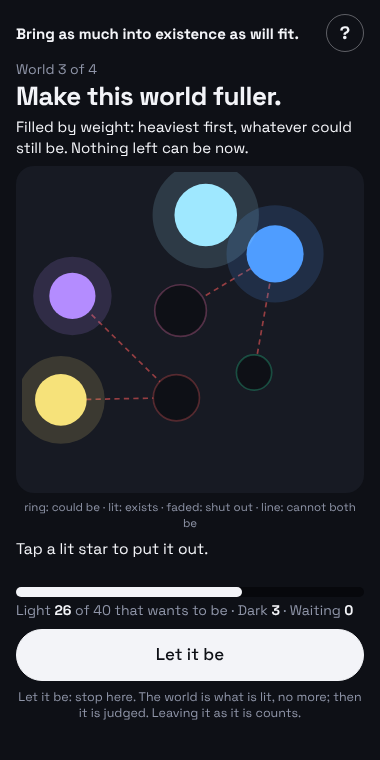 Bring as much into existence as will fit.
?
World 3 of 4
Make this world fuller.
Filled by weight: heaviest first, whatever could
still be. Nothing left can be now.
ring: could be · lit: exists · faded: shut out · line: cannot both
be
Tap a lit star to put it out.
Light 26 of 40 that wants to be · Dark 3 · Waiting 0
Let it be
Let it be: stop here. The world is what is lit, no more; then
it is judged. Leaving it as it is counts.